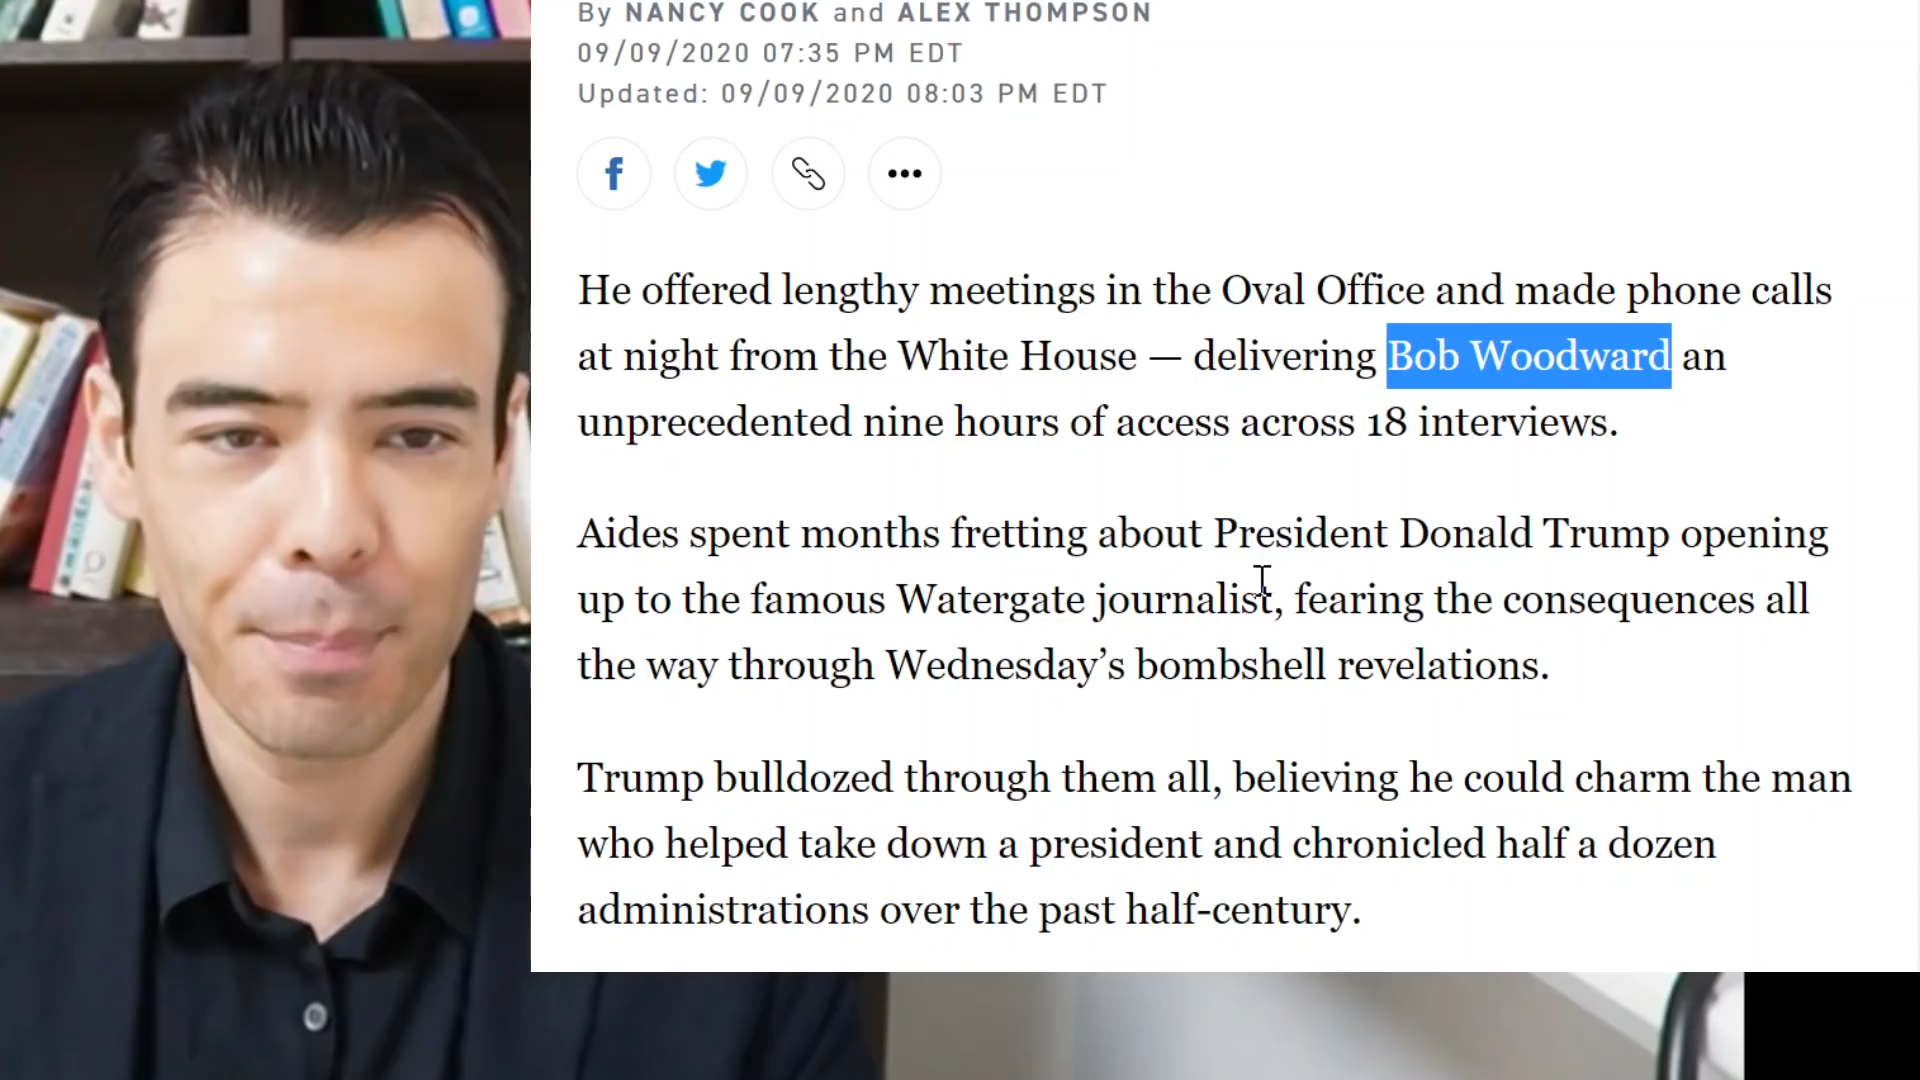 By NANCY COOK and ALEX THOMPSON
09/09/2020 07:35 PM EDT
Updated: 09/09/2020 08:03 PM EDT
He offered lengthy meetings in the Oval Office and made phone calls
at night from the White House — delivering Bob Woodward an
unprecedented nine hours of access across 18 interviews.
Aides spent months fretting about President Donald Trump opening
up to the famous Watergate journalist, fearing the consequences all
the way through Wednesday’s bombshell revelations.
Trump bulldozed through them all, believing he could charm the man
who helped take down a president and chronicled half a dozen
administrations over the past half-century.